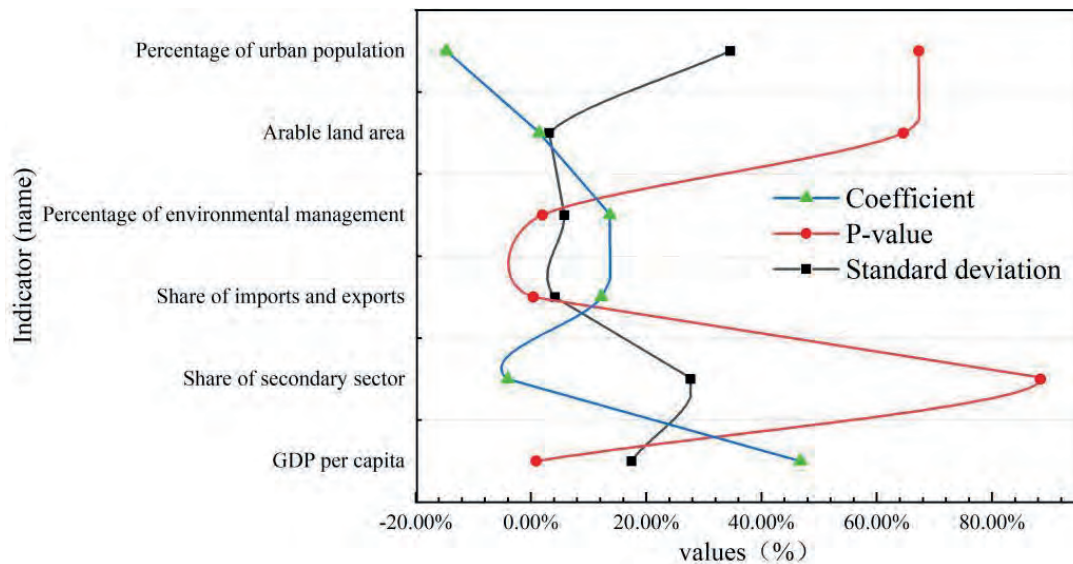 Indicator (name)
Percentage of urban population
Arable land area
Percentage of environmental management
Share of imports and exports
Share of secondary sector
GDP per capita
Coefficient
P-value
Standard deviation
-20.00% 0.00% 20.00% 40.00% 60.00% 80.00%
values（%）